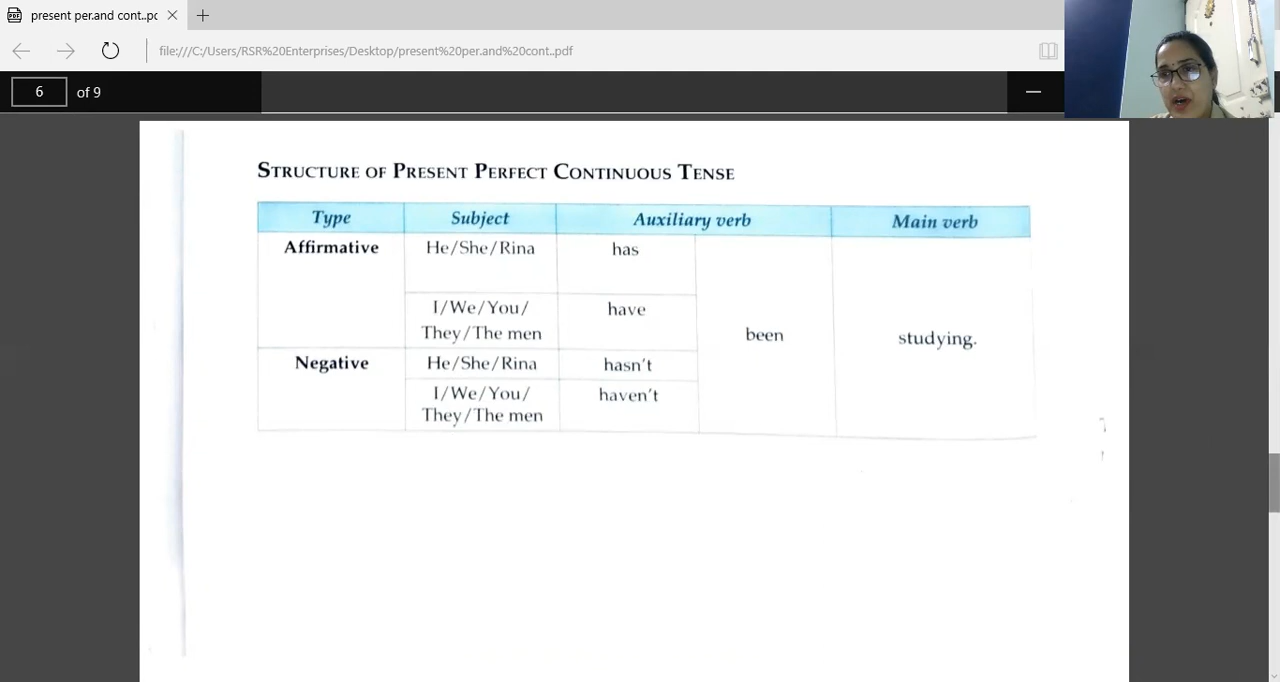 present per.and cont..pc
file:///C:/Users/RSR%20Enterprises/Desktop/present%20per.and%20cont..pdf
6 of 9
STRUCTURE OF PRESENT PERFECT CONTINUOUS TENSE
Type Subject Auxiliary verb Main verb
Affirmative He/She/Rina has
I/We/You/ have
They/The men
been studying.
Negative He/She/Rina hasn't
I/We/You/ haven't
They/The men